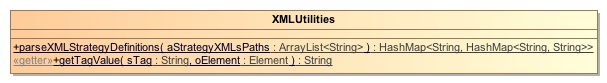 XMLUtilities
+parseXMLStrategyDefinitions( aStrategyXMLsPaths : ArrayList<String> ) : HashMap<String, HashMap<String, String>>
«getter»+getTagValue( sTag : String, oElement : Element ) : String